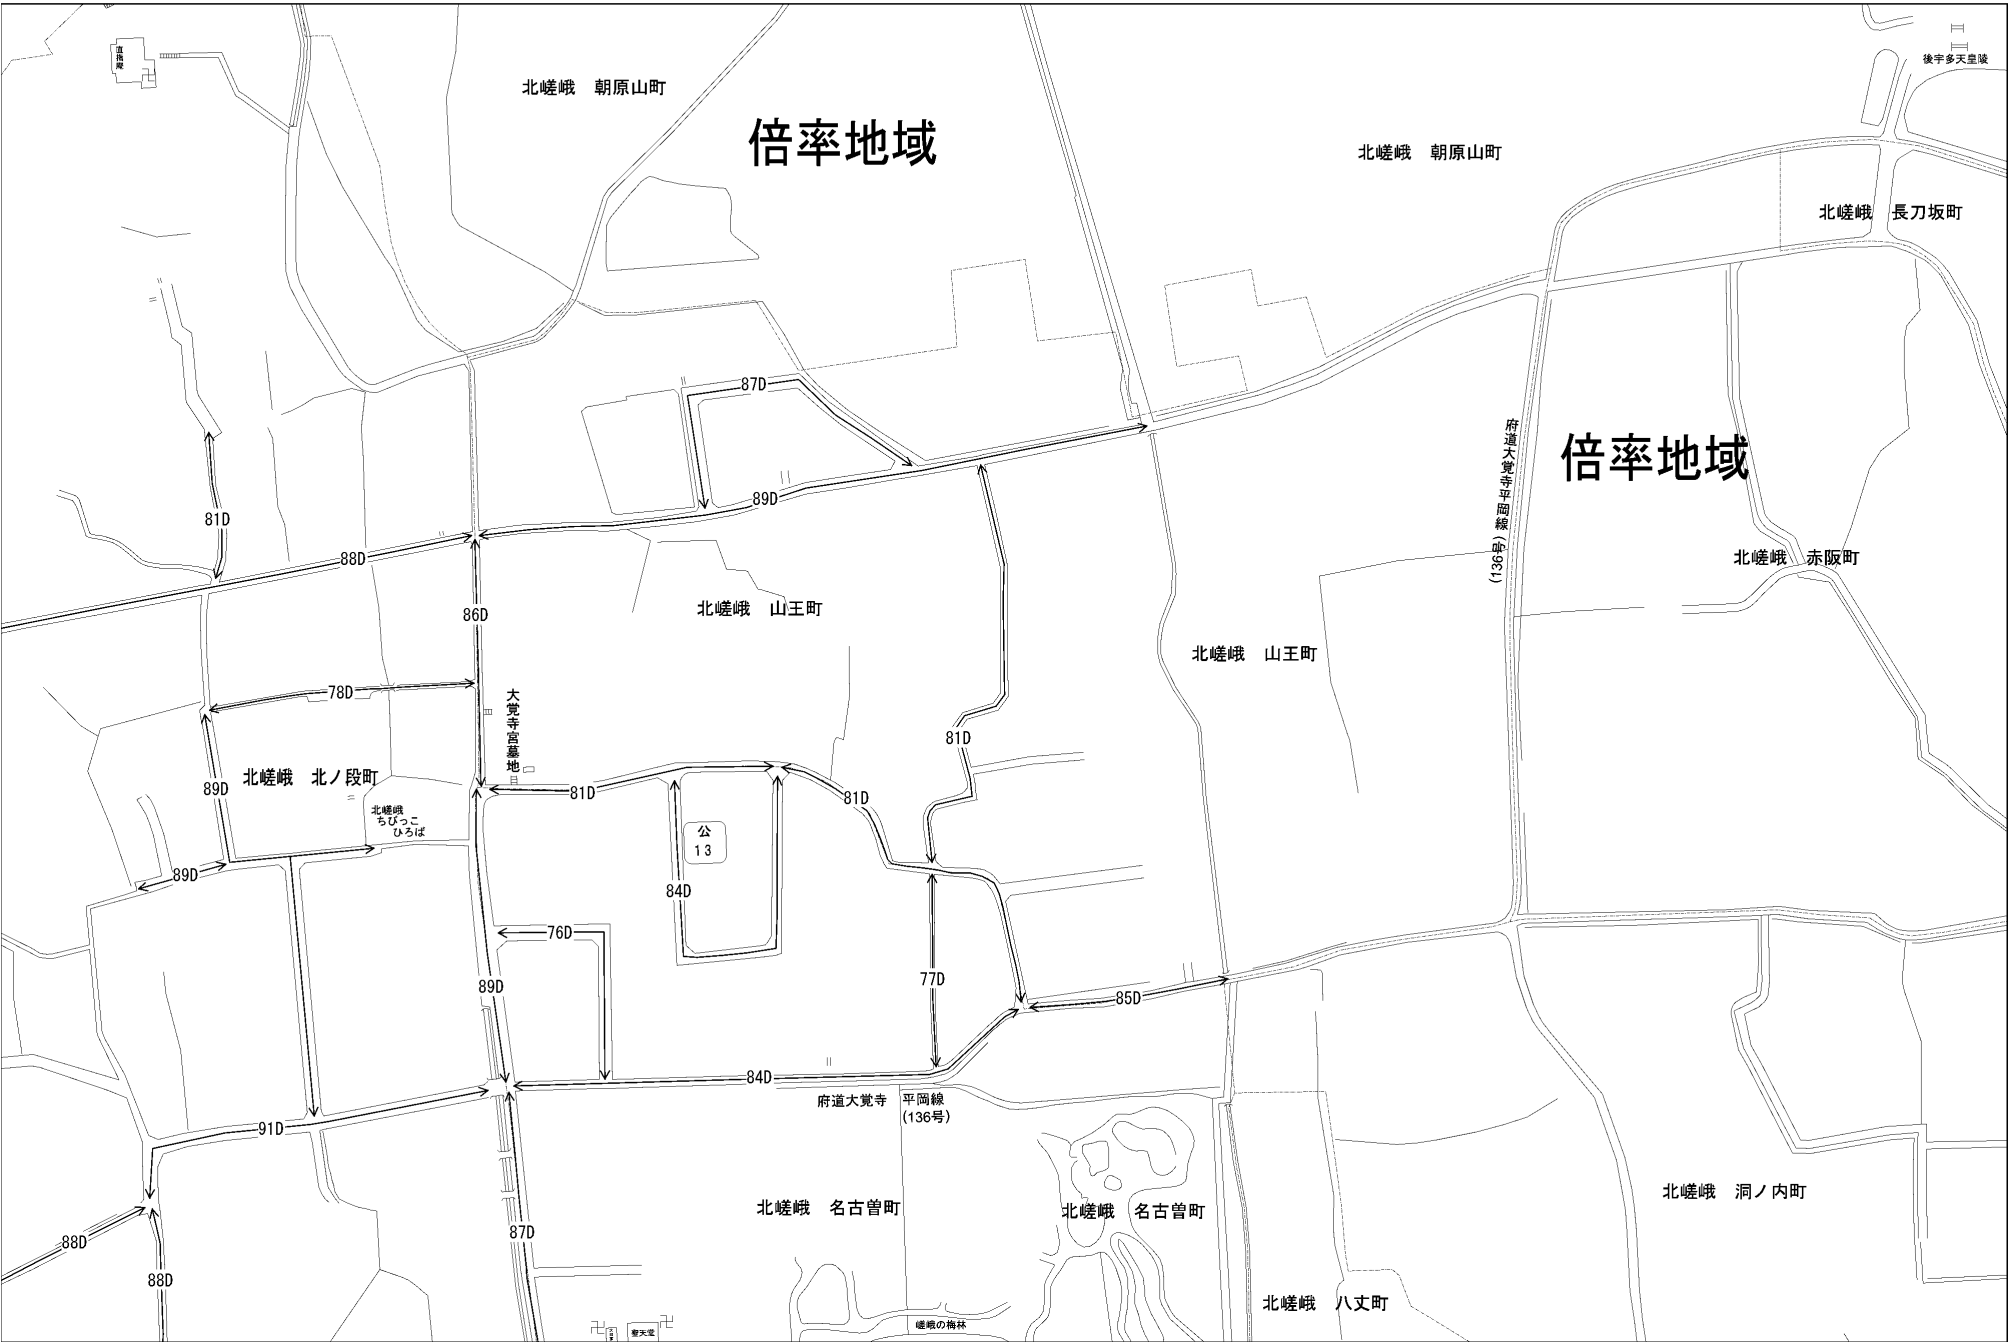 直指庵
北嵯峨 朝原山町
後宇多天皇陵
倍率地域
北嵯峨 朝原山町
北嵯峨 長刀坂町
87D
府道大覚寺平岡線
(136号)
倍率地域
89D
81D
88D
北嵯峨 赤阪町
86D
北嵯峨 山王町
北嵯峨 山王町
78D
大覚寺宮墓地
81D
北嵯峨 北ノ段町
89D
81D
81D
北嵯峨
ちびっこ
ひろば
公
13
89D
84D
76D
77D
89D
85D
84D
府道大覚寺 平岡線
(136号)
91D
北嵯峨 洞ノ内町
北嵯峨 名古曽町
北嵯峨 名古曽町
87D
88D
88D
北嵯峨 八丈町
嵯峨の梅林
聖天堂